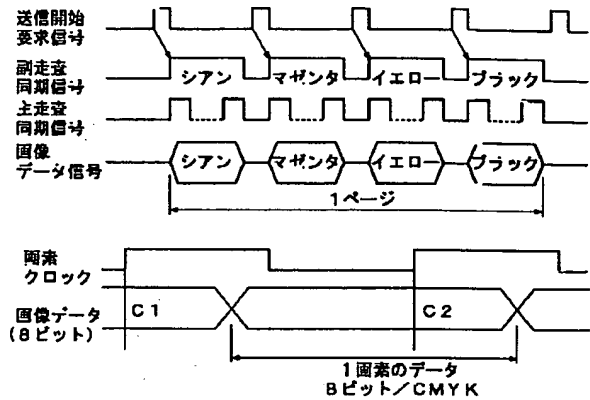 送信開始
要求信号
副走査
同期信号
シアン マゼンタ イエロー ブラック
主走査
同期信号
画像
データ信号
シアン マゼンタ イエロー ブラック
1ページ
画素
クロック
画像データ
(8ビット)
C1 C2
1画素のデータ
8ビット/CMYK